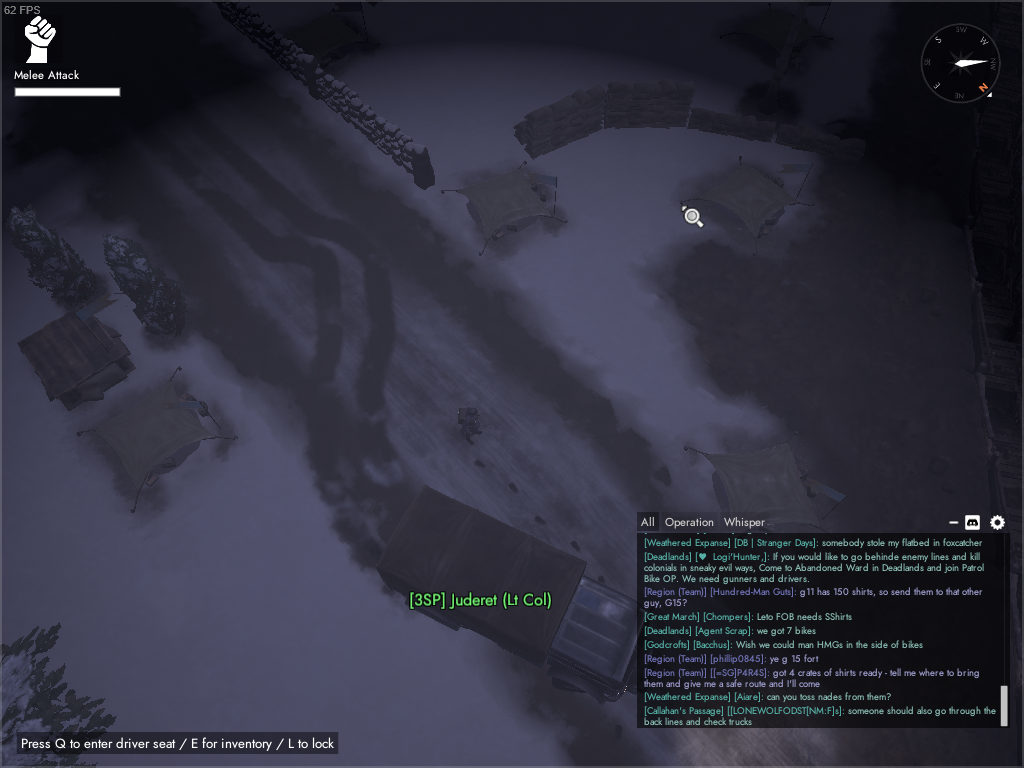 62 FPS
Melee Attack
SW
S
W
NW
E
N
NE
[3SP] Juderet (Lt Col)
All Operation Whisper
[Weathered Expanse] [DB | Stranger Days]: somebody stole my flatbed in foxcatcher
[Deadlands] [♥ Logi'Hunter,]: If you would like to go behinde enemy lines and kill
colonials in sneaky evil ways, Come to Abandoned Ward in Deadlands and join Patrol
Bike OP. We need gunners and drivers.
[Region (Team)] [Hundred-Man Guts]: g11 has 150 shirts, so send them to that other
guy, G15?
[Great March] [Chompers]: Leto FOB needs SShirts
[Deadlands] [Agent Scrap]: we got 7 bikes
[Godcrofts] [Bacchus]: Wish we could man HMGs in the side of bikes
[Region (Team)] [phillip0845]: ye g 15 fort
[Region (Team)] [[=SG]P4R4S]: got 4 crates of shirts ready - tell me where to bring
them and give me a safe route and I'll come
[Weathered Expanse] [Aiare]: can you toss nades from them?
[Callahan's Passage] [[LONEWOLFODST[NM:F]s]: someone should also go through the
back lines and check trucks
Press Q to enter driver seat / E for inventory / L to lock